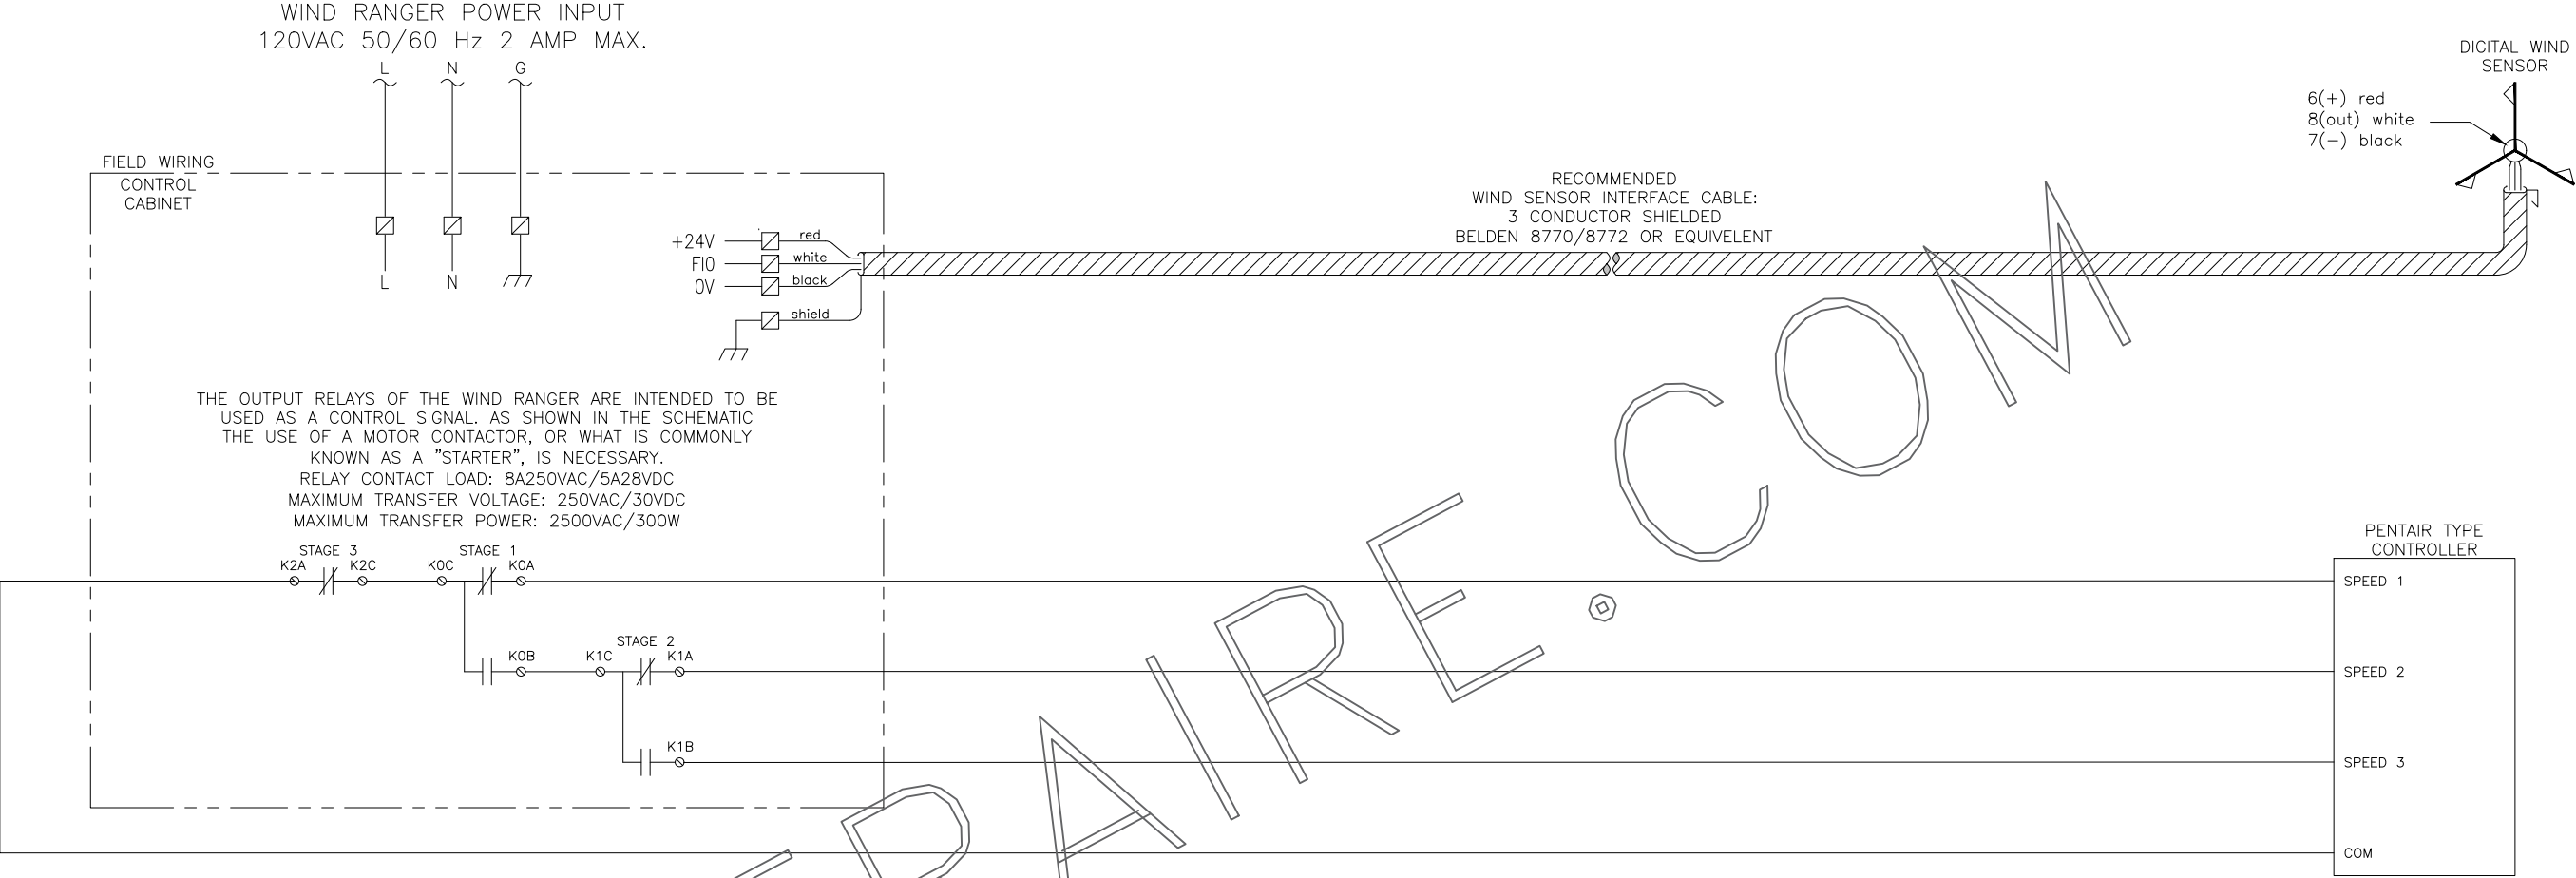 WIND RANGER POWER INPUT
120VAC 50/60 Hz 2 AMP MAX.
L N G
L N
FIELD WIRING
CONTROL
CABINET
+24V red
FIO white
0V black
shield
RECOMMENDED
WIND SENSOR INTERFACE CABLE:
3 CONDUCTOR SHIELDED
BELDEN 8770/8772 OR EQUIVELENT
DIGITAL WIND
SENSOR
6(+) red
8(out) white
7(-) black
THE OUTPUT RELAYS OF THE WIND RANGER ARE INTENDED TO BE
USED AS A CONTROL SIGNAL. AS SHOWN IN THE SCHEMATIC
THE USE OF A MOTOR CONTACTOR, OR WHAT IS COMMONLY
KNOWN AS A "STARTER", IS NECESSARY.
RELAY CONTACT LOAD: 8A250VAC/5A28VDC
MAXIMUM TRANSFER VOLTAGE: 250VAC/30VDC
MAXIMUM TRANSFER POWER: 2500VAC/300W
STAGE 3 STAGE 1
K2A K2C K0C K0A
STAGE 2
K0B K1C K1A
K1B
PENTAIR TYPE
CONTROLLER
SPEED 1
SPEED 2
SPEED 3
COM
PAIRE.COM